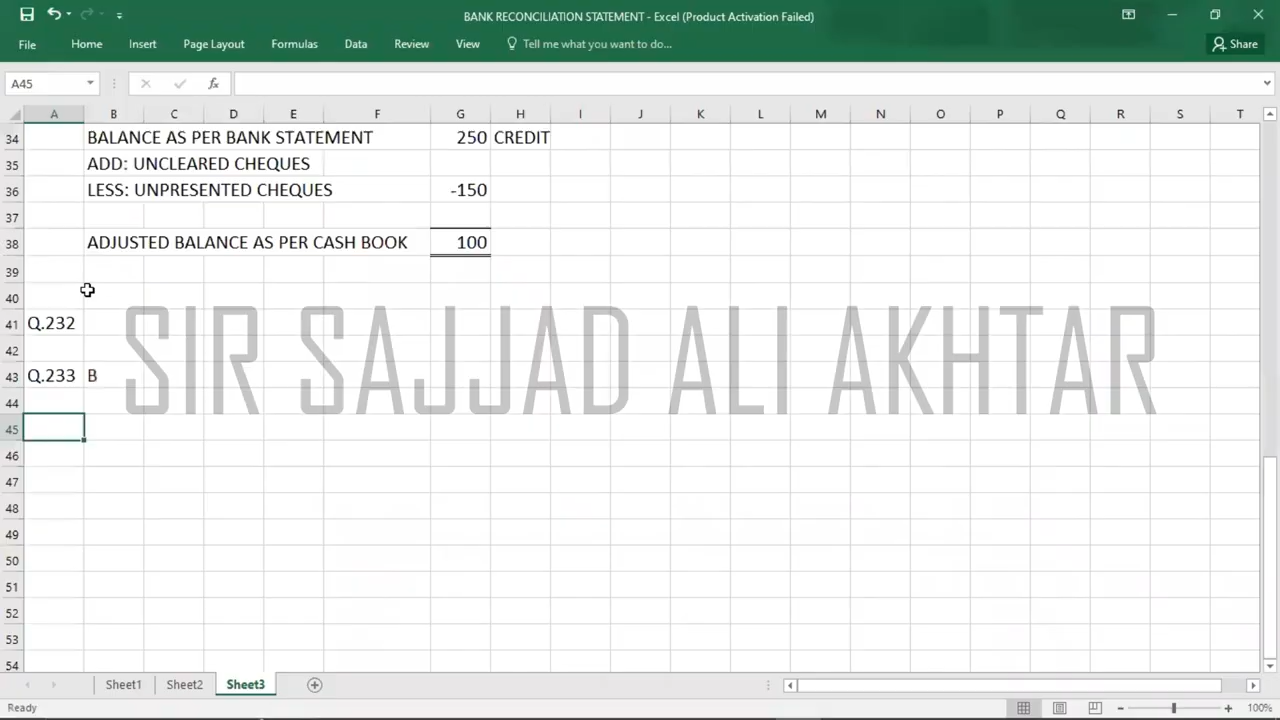 BANK RECONCILIATION STATEMENT - Excel (Product Activation Failed)
File Home Insert Page Layout Formulas Data Review View Tell me what you want to do... Share
A45 fx
A B C D E F G H I J K L M N O P Q R S T
34 BALANCE AS PER BANK STATEMENT 250 CREDIT
35 ADD: UNCLEARED CHEQUES
36 LESS: UNPRESENTED CHEQUES -150
37
38 ADJUSTED BALANCE AS PER CASH BOOK 100
39
40
41 Q.232
42
43 Q.233 B
SIR SAJJAD ALI AKHTAR
44
45
46
47
48
49
50
51
52
53
54
Sheet1 Sheet2 Sheet3
Ready 100%